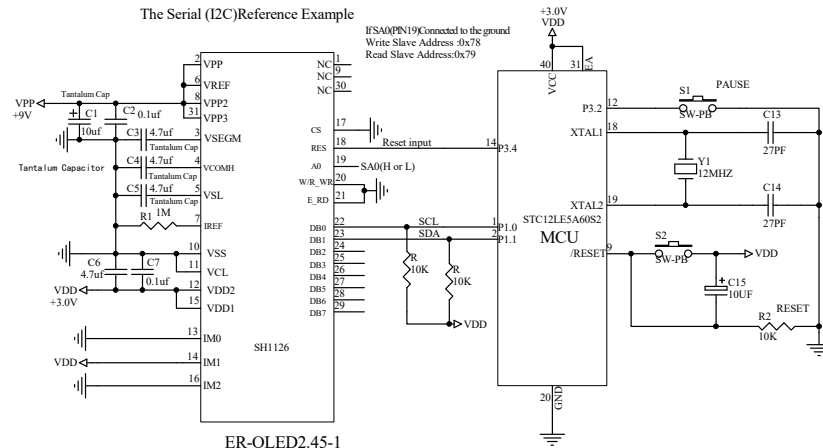 The Serial (I2C)Reference Example
IfSA0(PIN19)Connected to the ground
Write Slave Address :0x78
Read Slave Address:0x79
+3.0V
VDD
VPP
+9V
Tantalum Cap
C1
10uf
C2
0.1uf
C3
4.7uf
Tantalum Cap
Tantalum Capacitor
C4
4.7uf
Tantalum Cap
C5
4.7uf
Tantalum Cap
R1
1M
C6
4.7uf
C7
0.1uf
VDD
+3.0V
VDD
2 VPP
6 VREF
8 VPP2
31 VPP3
3 VSEGM
4 VCOMH
5 VSL
7 IREF
10 VSS
11 VCL
12 VDD2
15 VDD1
13 IM0
14 IM1
16 IM2
NC 1
NC 9
NC 30
CS 17
RES 18
A0 19
W/R_WR 20
E_RD 21
DB0 22
DB1 23
DB2 24
DB3 25
DB4 26
DB5 27
DB6 28
DB7 29
SH1126
ER-OLED2.45-1
Reset input
SA0(H or L)
SCL
SDA
R
10K
R
10K
VDD
40
VCC
31
EA
14 P3.4
1 P1.0
2 P1.1
P3.2 12
XTAL1 18
XTAL2 19
STC12LE5A60S2
MCU
/RESET 9
20
GND
S1
PAUSE
SW-PB
C13
27PF
Y1
12MHZ
C14
27PF
S2
SW-PB
VDD
C15
10UF
RESET
R2
10K